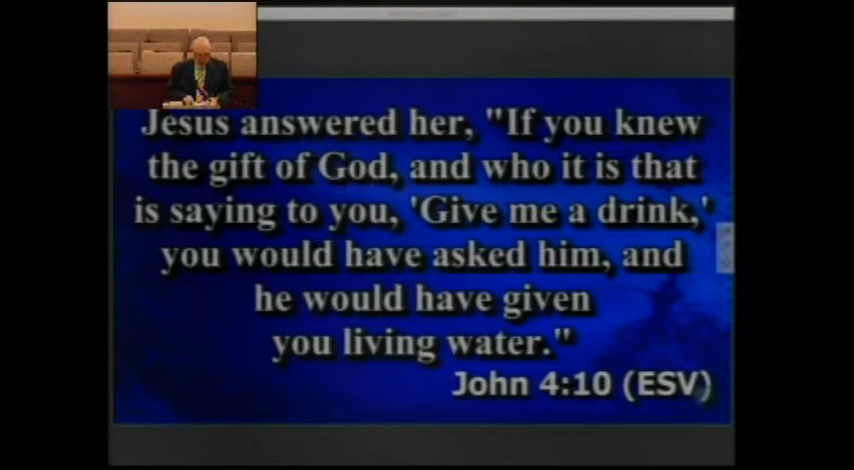 Jesus answered her, "If you knew
the gift of God, and who it is that
is saying to you, 'Give me a drink,'
you would have asked him, and
he would have given
you living water."
John 4:10 (ESV)